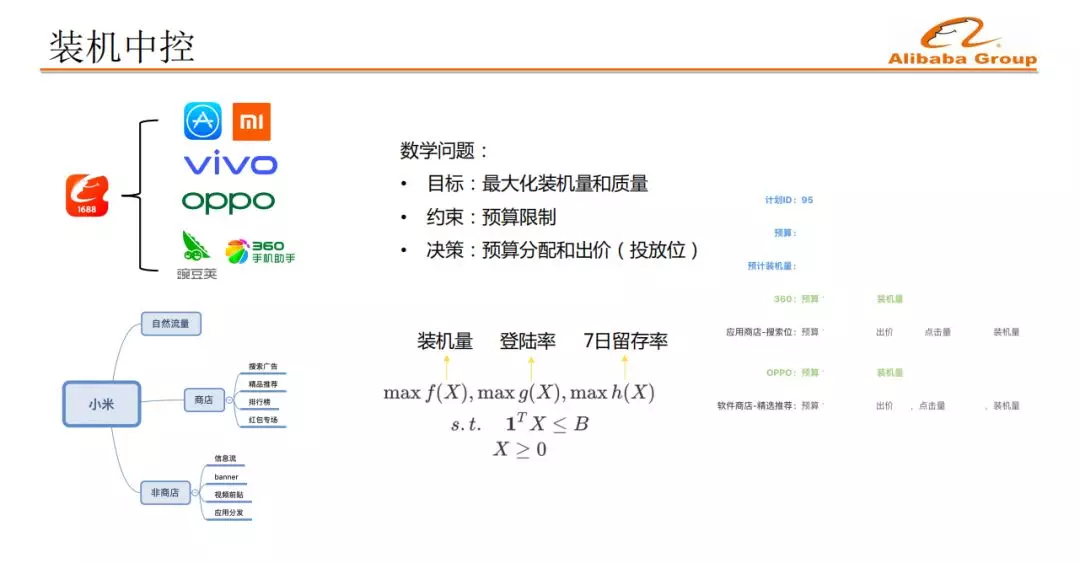 装机中控
Alibaba Group
1688
mi
vivo
oppo
豌豆荚
360
手机助手
自然流量
小米
商店
搜索广告
精品推荐
排行榜
红包专场
非商店
信息流
banner
视频前贴
应用分发
数学问题：
• 目标：最大化装机量和质量
• 约束：预算限制
• 决策：预算分配和出价（投放位）
装机量 登陆率 7日留存率
max f(X), max g(X), max h(X)
s.t. 1^T X ≤ B
X ≥ 0
计划ID：95
预算：
预计装机量：
360：预算 装机量
应用商店-搜索位：预算 出价 点击量 装机量
OPPO：预算 装机量
软件商店-精选推荐：预算 出价 、点击量 、装机量